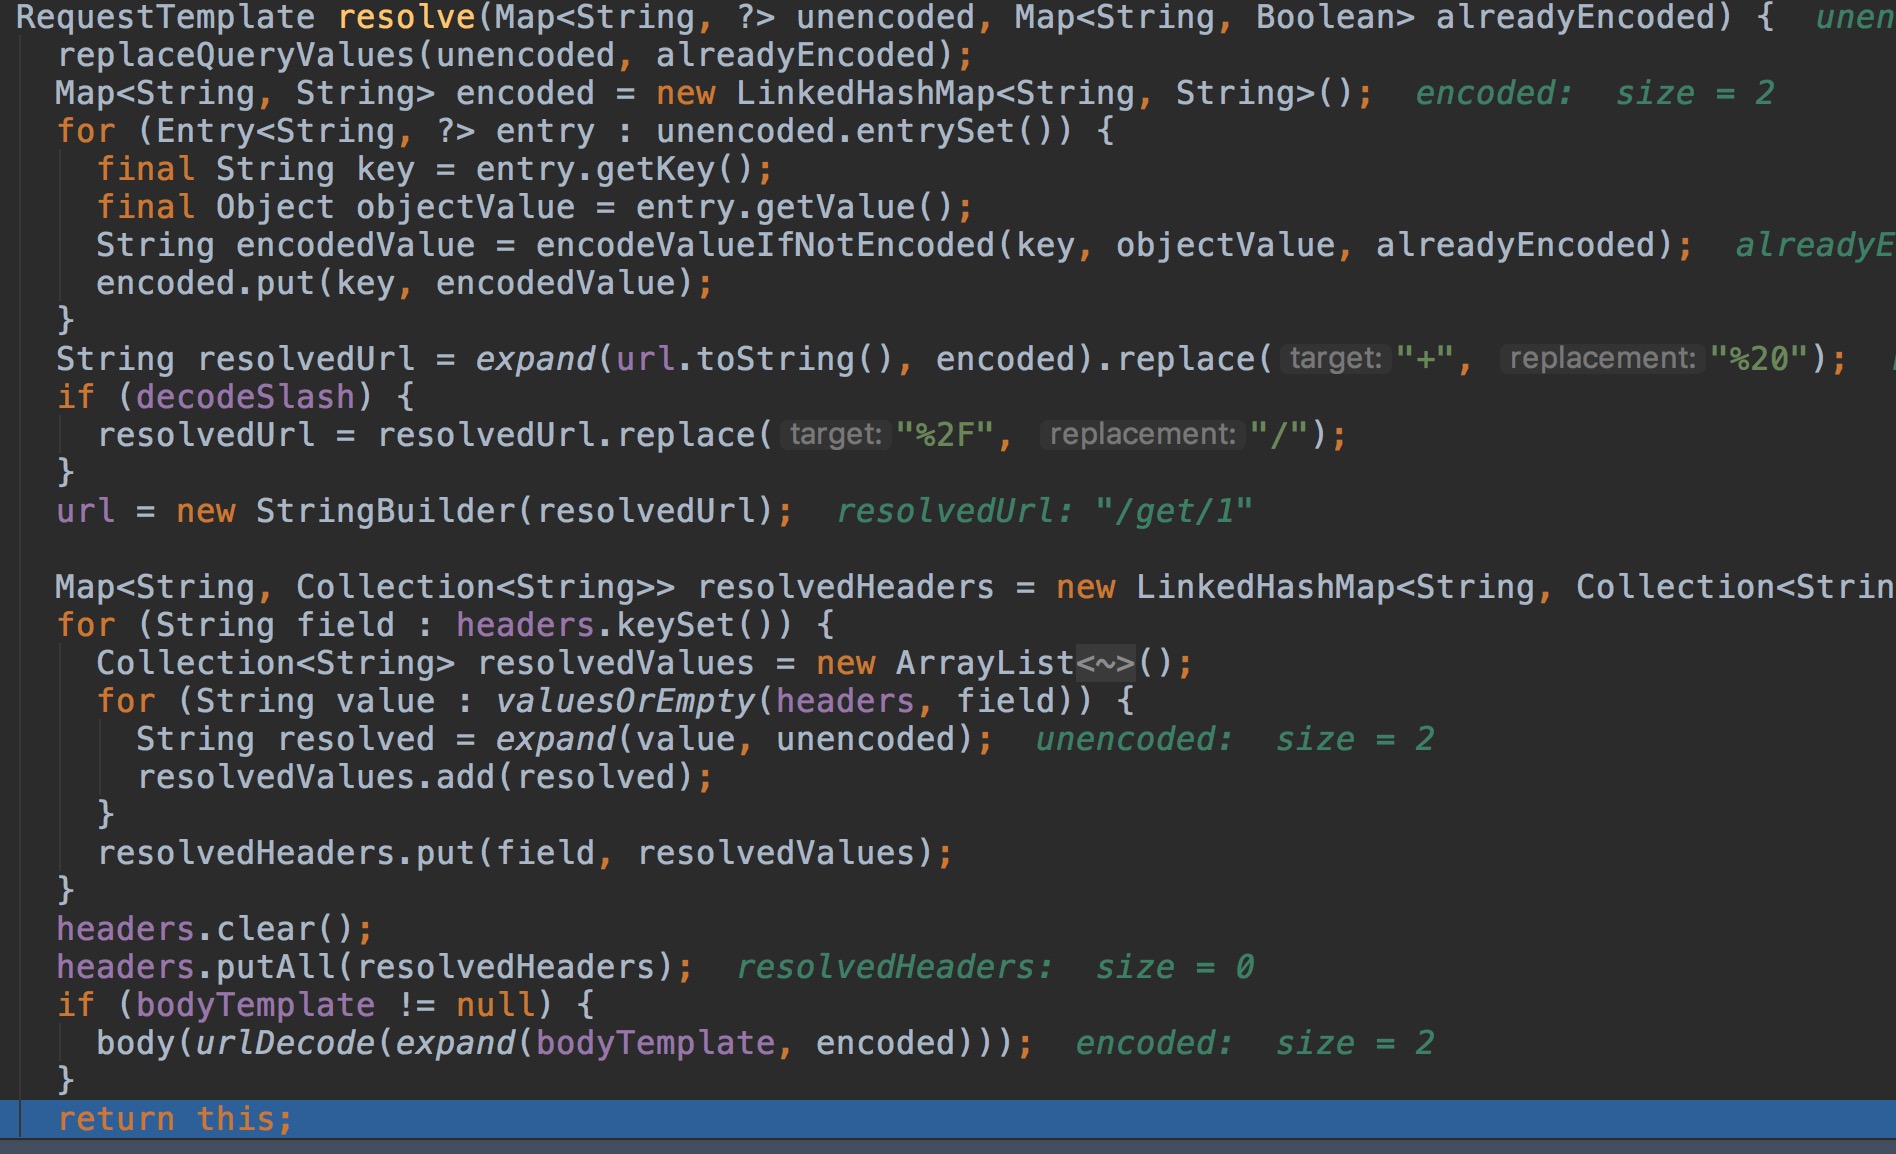 RequestTemplate resolve(Map<String, ?> unencoded, Map<String, Boolean> alreadyEncoded) {  unen
replaceQueryValues(unencoded, alreadyEncoded);
Map<String, String> encoded = new LinkedHashMap<String, String>();  encoded:  size = 2
for (Entry<String, ?> entry : unencoded.entrySet()) {
final String key = entry.getKey();
final Object objectValue = entry.getValue();
String encodedValue = encodeValueIfNotEncoded(key, objectValue, alreadyEncoded);  alreadyE
encoded.put(key, encodedValue);
}
String resolvedUrl = expand(url.toString(), encoded).replace( target: "+", replacement: "%20");
if (decodeSlash) {
resolvedUrl = resolvedUrl.replace( target: "%2F", replacement: "/");
}
url = new StringBuilder(resolvedUrl);  resolvedUrl: "/get/1"
Map<String, Collection<String>> resolvedHeaders = new LinkedHashMap<String, Collection<Strin
for (String field : headers.keySet()) {
Collection<String> resolvedValues = new ArrayList<~>();
for (String value : valuesOrEmpty(headers, field)) {
String resolved = expand(value, unencoded);  unencoded:  size = 2
resolvedValues.add(resolved);
}
resolvedHeaders.put(field, resolvedValues);
}
headers.clear();
headers.putAll(resolvedHeaders);  resolvedHeaders:  size = 0
if (bodyTemplate != null) {
body(urlDecode(expand(bodyTemplate, encoded)));  encoded:  size = 2
}
return this;